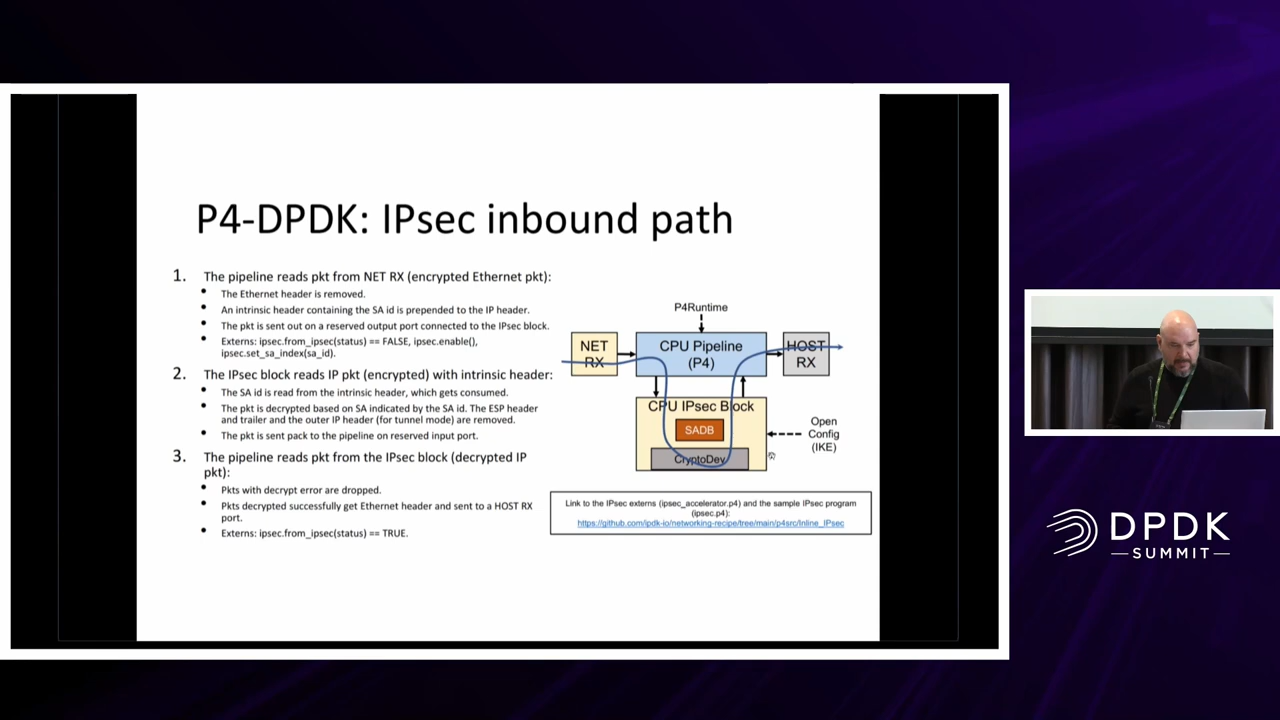 P4-DPDK: IPsec inbound path
1. The pipeline reads pkt from NET RX (encrypted Ethernet pkt):
• The Ethernet header is removed.
• An intrinsic header containing the SA id is prepended to the IP header.
• The pkt is sent out on a reserved output port connected to the IPsec block.
• Externs: ipsec.from_ipsec(status) == FALSE, ipsec.enable(),
ipsec.set_sa_index(sa_id).
2. The IPsec block reads IP pkt (encrypted) with intrinsic header:
• The SA id is read from the intrinsic header, which gets consumed.
• The pkt is decrypted based on SA indicated by the SA id. The ESP header
and trailer and the outer IP header (for tunnel mode) are removed.
• The pkt is sent pack to the pipeline on reserved input port.
3. The pipeline reads pkt from the IPsec block (decrypted IP
pkt):
• Pkts with decrypt error are dropped.
• Pkts decrypted successfully get Ethernet header and sent to a HOST RX
port.
• Externs: ipsec.from_ipsec(status) == TRUE.
P4Runtime
NET
RX
CPU Pipeline
(P4)
HOST
RX
CPU IPsec Block
SADB
CryptoDev
Open
Config
(IKE)
Link to the IPsec externs (ipsec_accelerator.p4) and the sample IPsec program
(ipsec.p4):
https://github.com/ipdk-io/networking-recipe/tree/main/p4src/Inline_IPsec
DPDK
SUMMIT